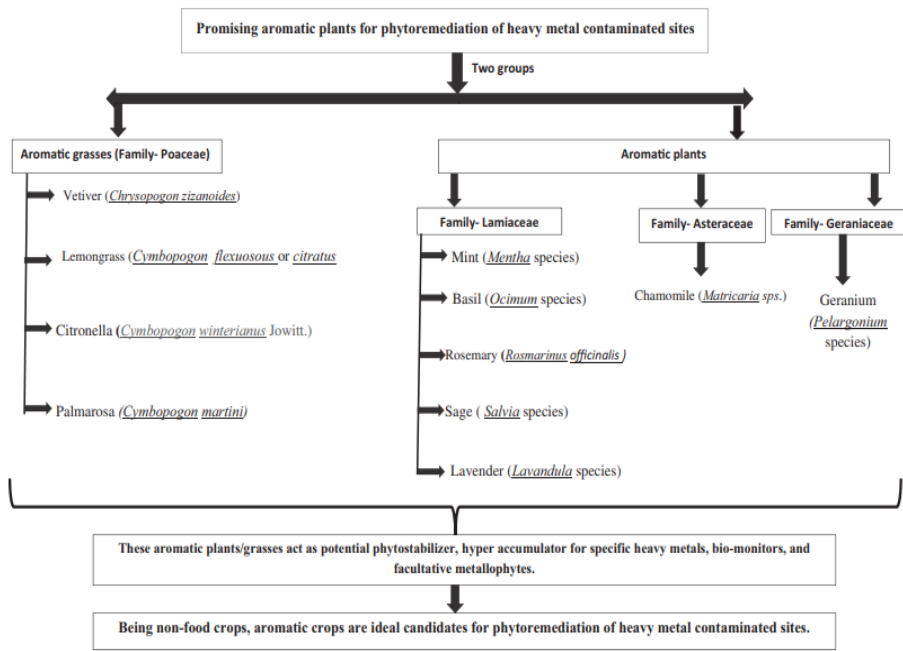 Promising aromatic plants for phytoremediation of heavy metal contaminated sites
Two groups
Aromatic grasses (Family- Poaceae)
Vetiver (Chrysopogon zizanoides)
Lemongrass (Cymbopogon flexuosous or citratus
Citronella (Cymbopogon winterianus Jowitt.)
Palmarosa (Cymbopogon martini)
Aromatic plants
Family- Lamiaceae
Mint (Mentha species)
Basil (Ocimum species)
Rosemary (Rosmarinus officinalis )
Sage ( Salvia species)
Lavender (Lavandula species)
Family- Asteraceae
Chamomile (Matricaria sps.)
Family- Geraniaceae
Geranium
(Pelargonium
species)
These aromatic plants/grasses act as potential phytostabilizer, hyper accumulator for specific heavy metals, bio-monitors, and
facultative metallophytes.
Being non-food crops, aromatic crops are ideal candidates for phytoremediation of heavy metal contaminated sites.